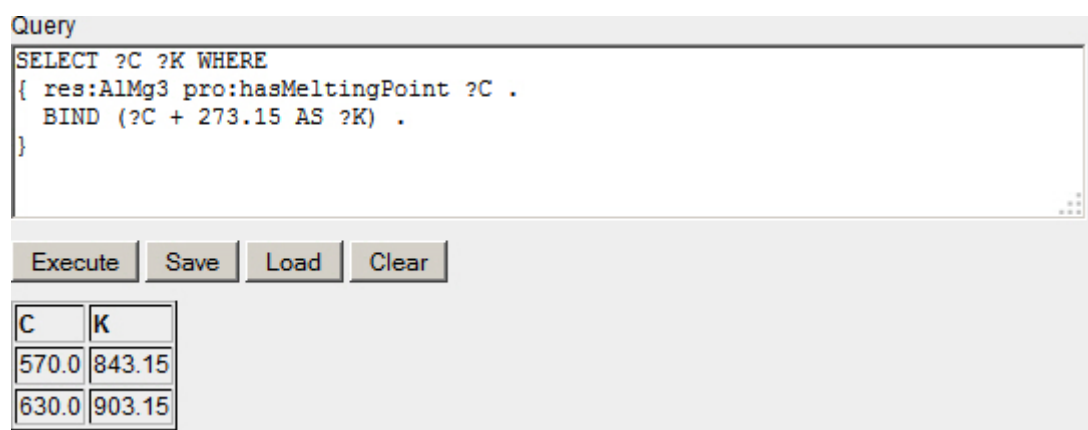 Query
SELECT ?C ?K WHERE
{ res:AlMg3 pro:hasMeltingPoint ?C .
  BIND (?C + 273.15 AS ?K) .
}
Execute Save Load Clear
C K
570.0 843.15
630.0 903.15